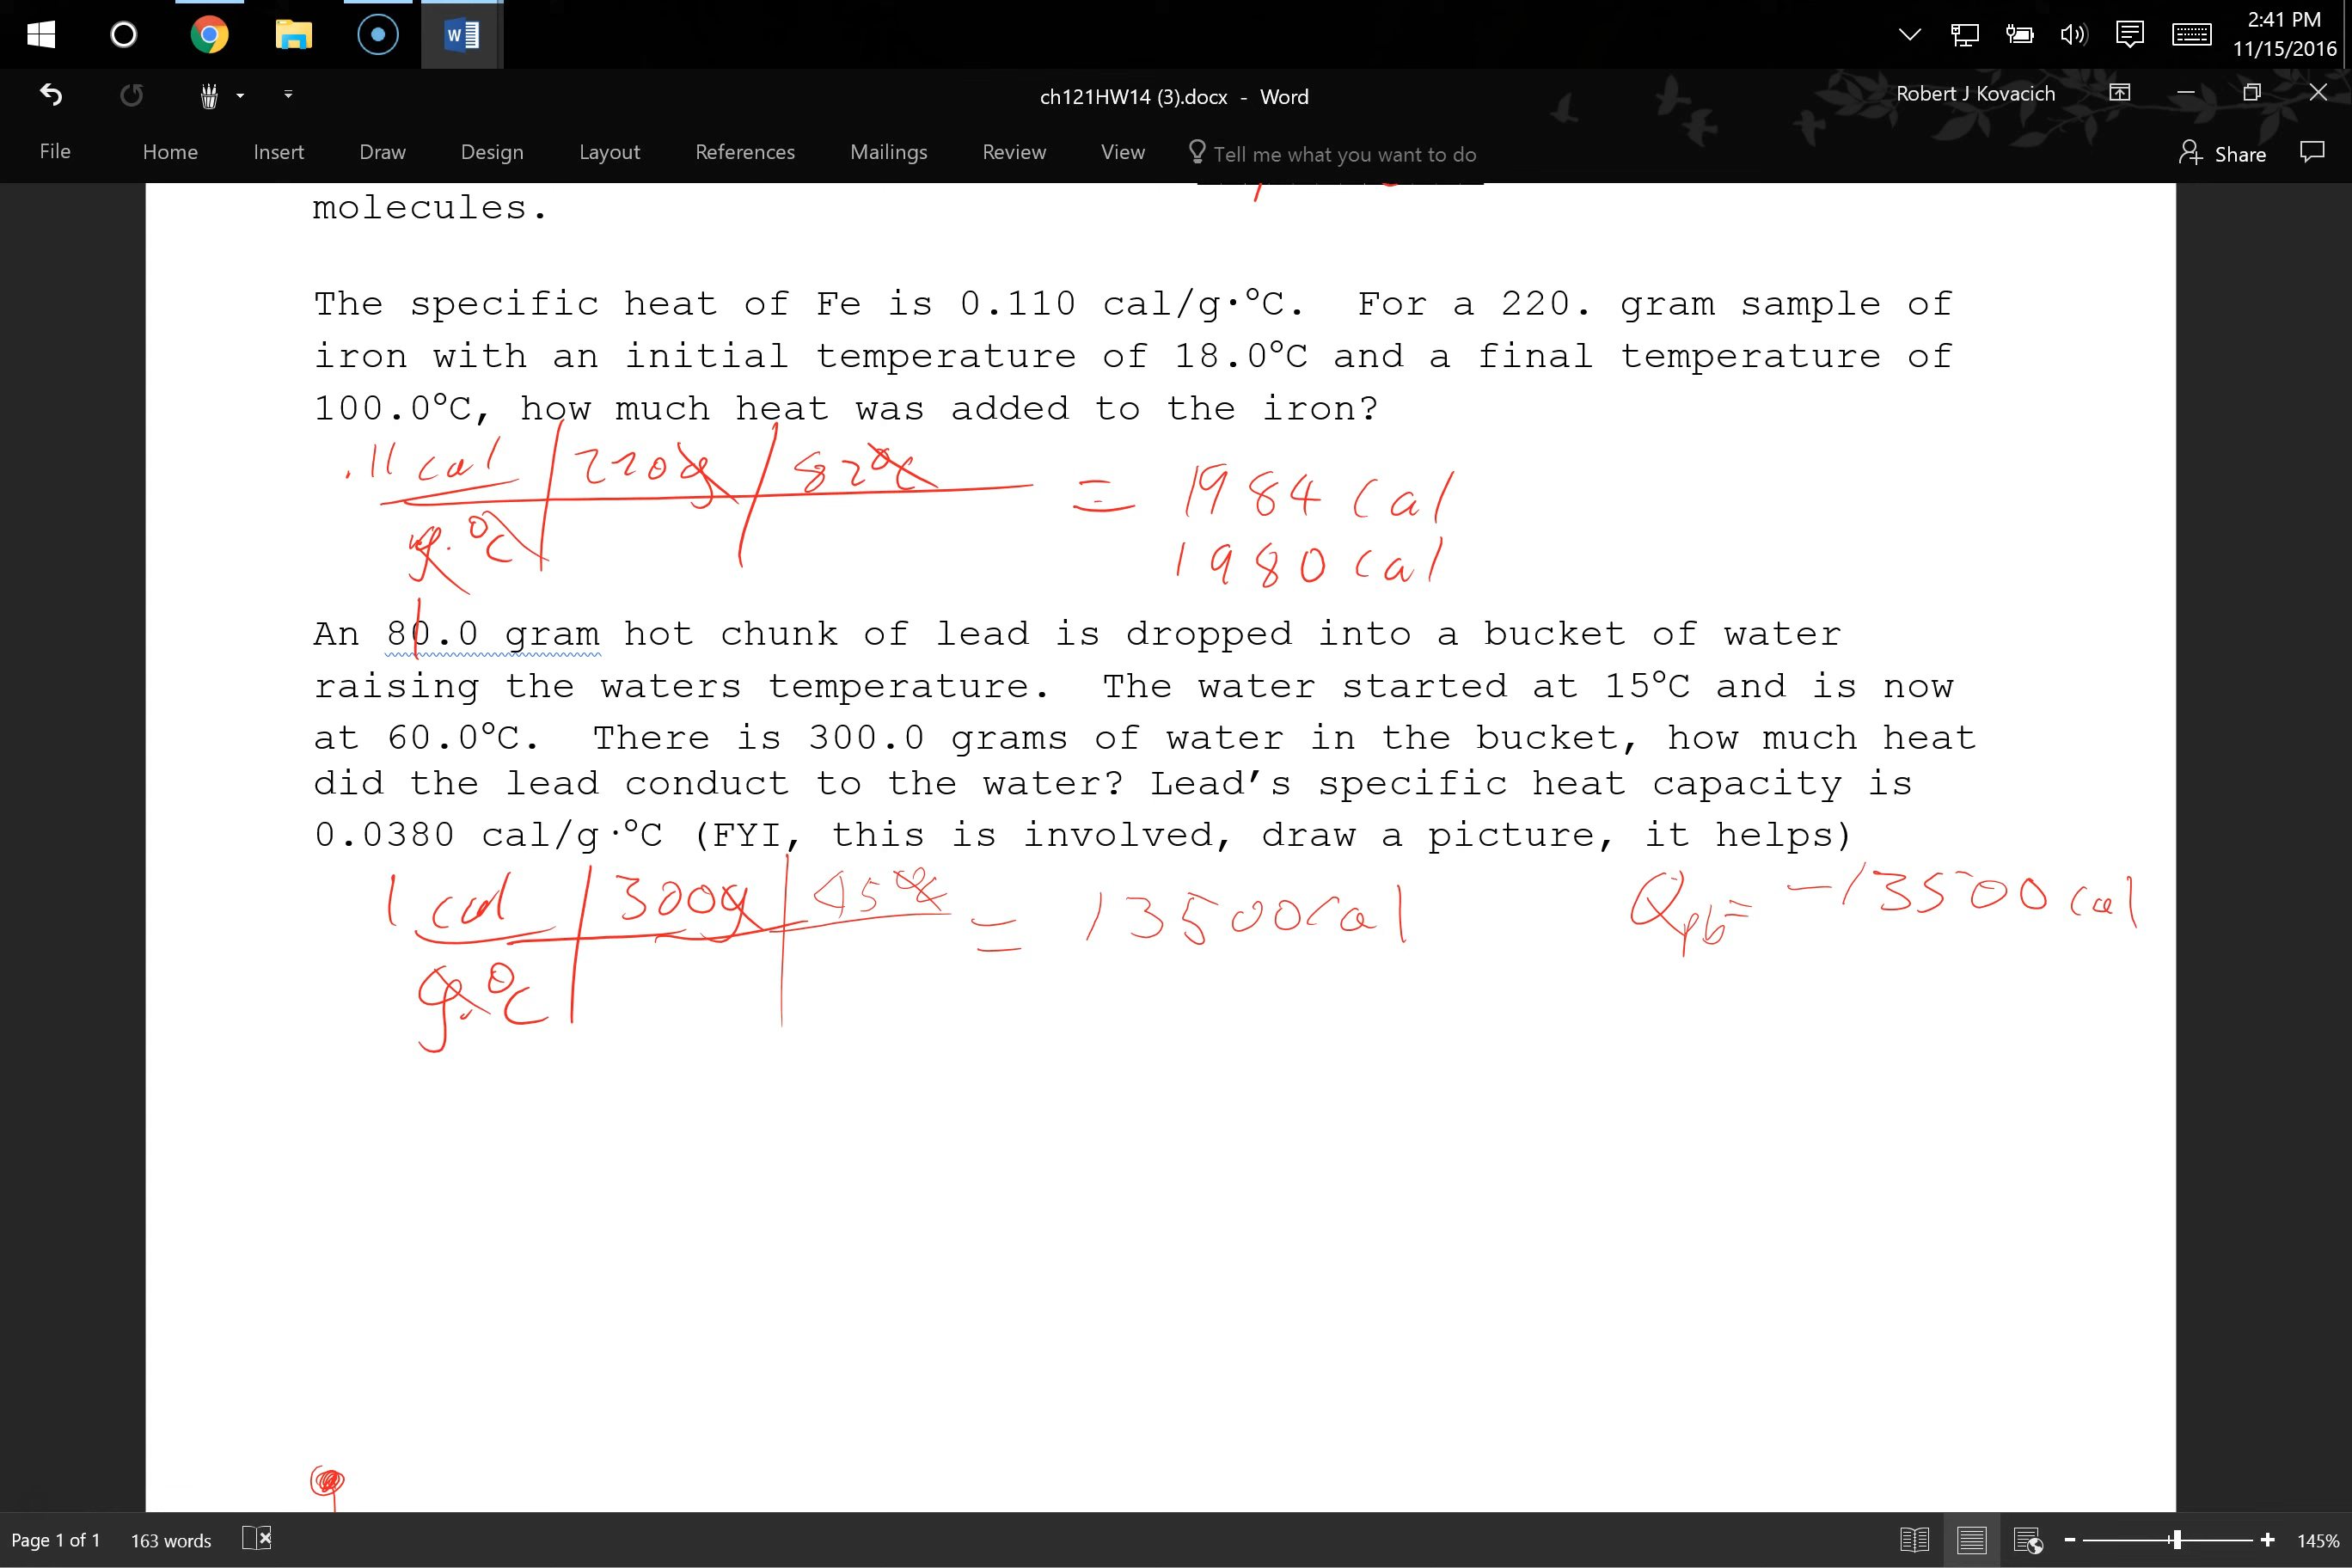 2:41 PM
11/15/2016
ch121HW14 (3).docx - Word
Robert J Kovacich
File Home Insert Draw Design Layout References Mailings Review View Tell me what you want to do Share
molecules.
The specific heat of Fe is 0.110 cal/g·°C. For a 220. gram sample of
iron with an initial temperature of 18.0°C and a final temperature of
100.0°C, how much heat was added to the iron?
.11 cal 220g 82°C = 1984 cal
g·°C 1980 cal
An 80.0 gram hot chunk of lead is dropped into a bucket of water
raising the waters temperature. The water started at 15°C and is now
at 60.0°C. There is 300.0 grams of water in the bucket, how much heat
did the lead conduct to the water? Lead’s specific heat capacity is
0.0380 cal/g·°C (FYI, this is involved, draw a picture, it helps)
1 cal 300g 45°C = 13500cal Qpb= -13500 cal
g·°C
Page 1 of 1 163 words 145%